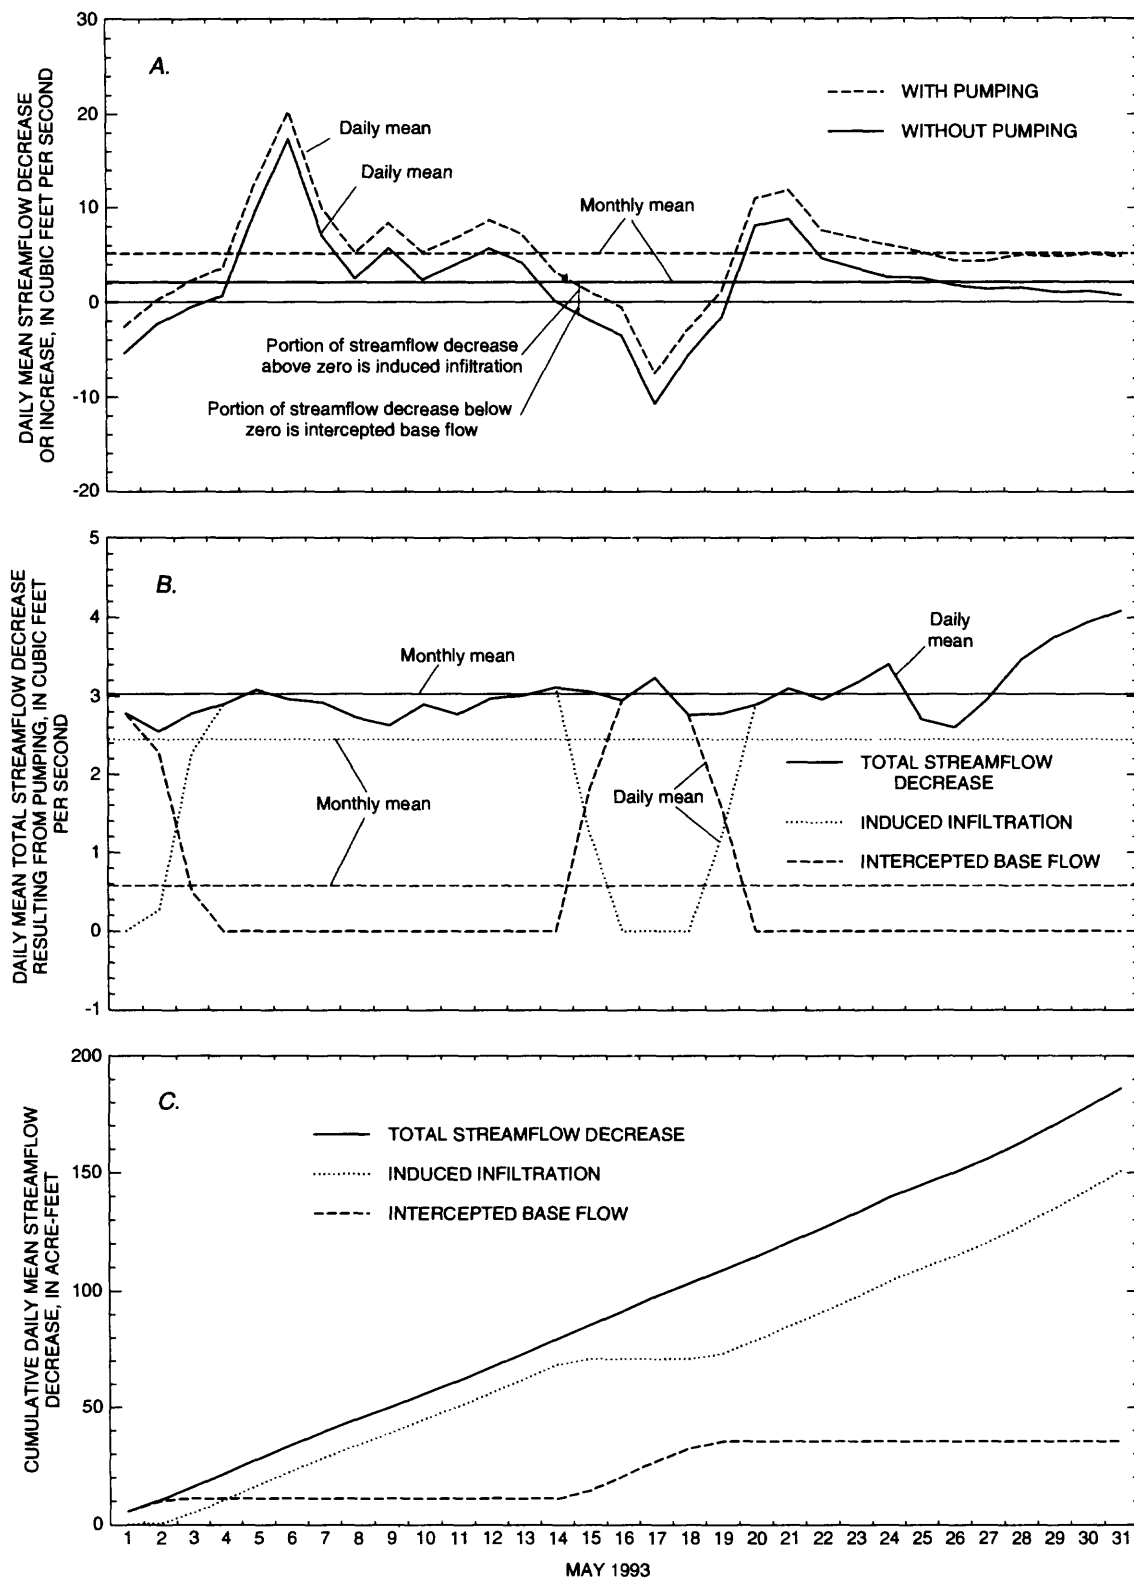 DAILY MEAN STREAMFLOW DECREASE
OR INCREASE, IN CUBIC FEET PER SECOND
30
20
10
0
-10
-20
A.
WITH PUMPING
WITHOUT PUMPING
Daily mean
Daily mean
Monthly mean
Portion of streamflow decrease
above zero is induced infiltration
Portion of streamflow decrease below
zero is intercepted base flow
DAILY MEAN TOTAL STREAMFLOW DECREASE
RESULTING FROM PUMPING, IN CUBIC FEET
PER SECOND
5
4
3
2
1
0
-1
B.
Monthly mean
Daily
mean
Monthly mean
Daily mean
TOTAL STREAMFLOW
DECREASE
INDUCED INFILTRATION
INTERCEPTED BASE FLOW
CUMULATIVE DAILY MEAN STREAMFLOW
DECREASE, IN ACRE-FEET
200
150
100
50
0
C.
TOTAL STREAMFLOW DECREASE
INDUCED INFILTRATION
INTERCEPTED BASE FLOW
1 2 3 4 5 6 7 8 9 10 11 12 13 14 15 16 17 18 19 20 21 22 23 24 25 26 27 28 29 30 31
MAY 1993